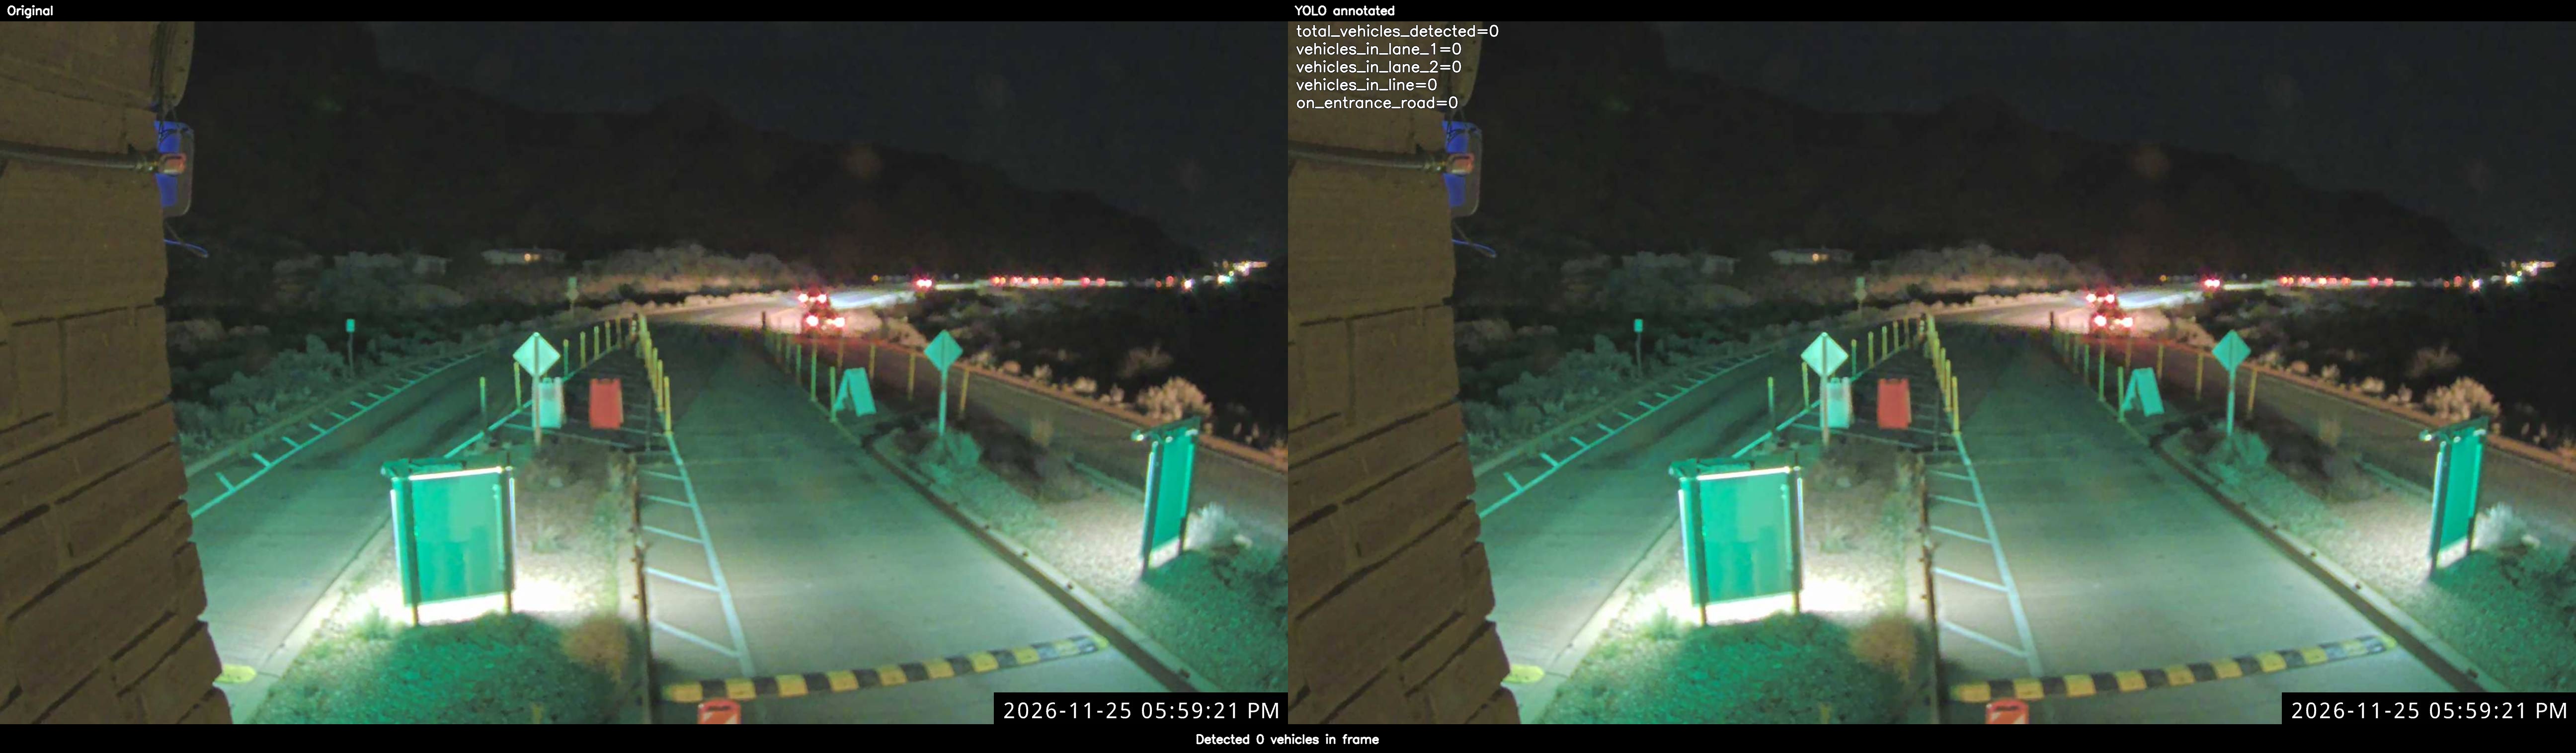 Original
YOLO annotated
total_vehicles_detected=0
vehicles_in_lane_1=0
vehicles_in_lane_2=0
vehicles_in_line=0
on_entrance_road=0
2026-11-25 05:59:21 PM
2026-11-25 05:59:21 PM
Detected 0 vehicles in frame